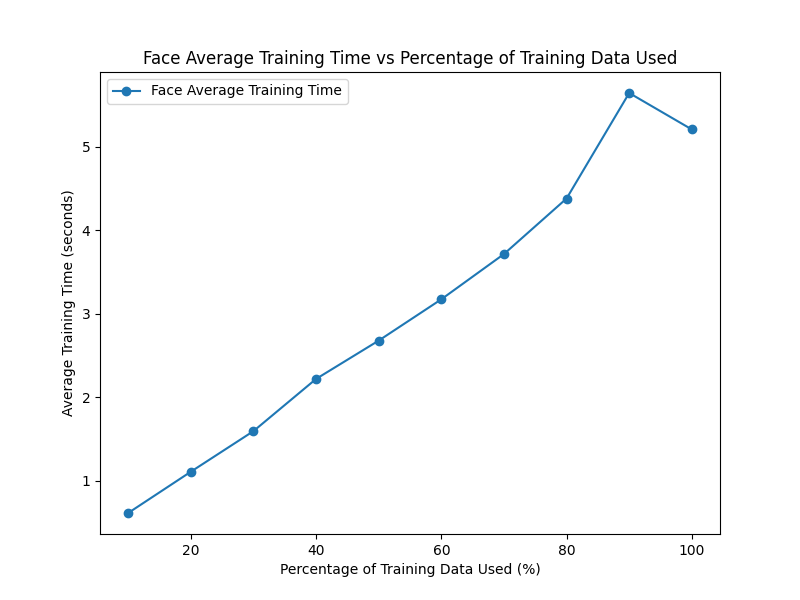 Face Average Training Time vs Percentage of Training Data Used
Face Average Training Time
5
4
3
2
1
Average Training Time (seconds)
20 40 60 80 100
Percentage of Training Data Used (%)